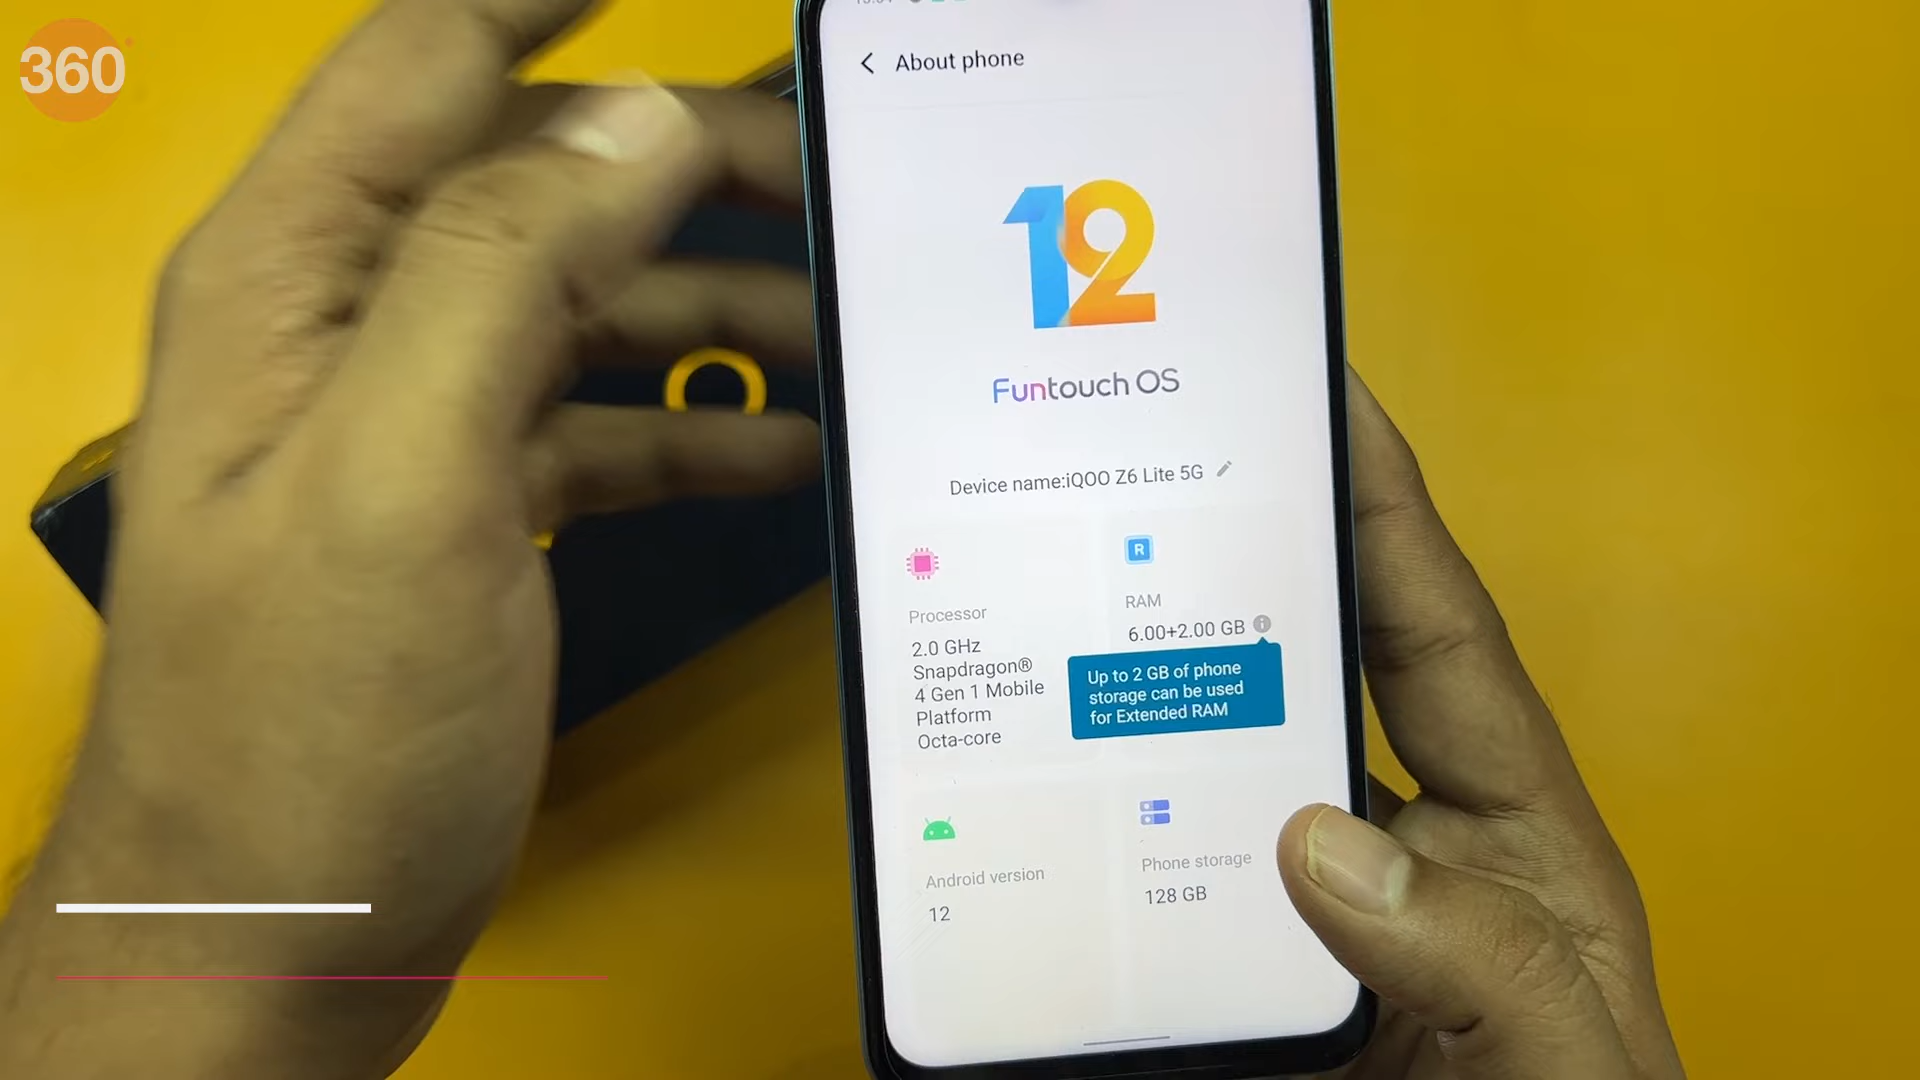 360
About phone
12
Funtouch OS
Device name:iQOO Z6 Lite 5G
R
Processor
2.0 GHz
Snapdragon®
4 Gen 1 Mobile
Platform
Octa-core
RAM
6.00+2.00 GB
Up to 2 GB of phone
storage can be used
for Extended RAM
Android version
12
Phone storage
128 GB